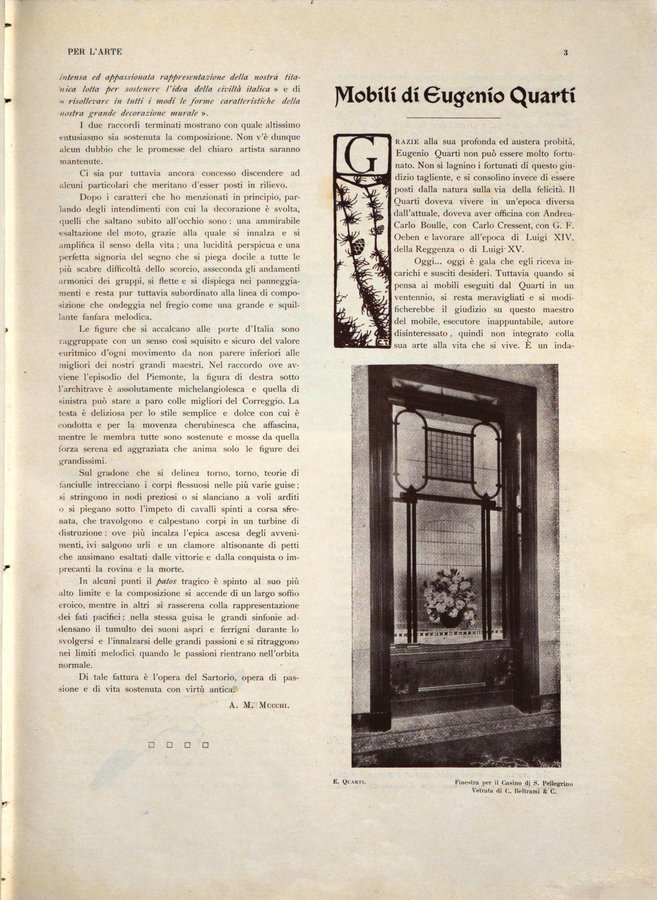 PER L'ARTE
3
intensa ed appassionata rappresentazione della nostra tita-
nica lotta per sostenere l'idea della civiltà italica » e di
« risollevare in tutti i modi le forme caratteristiche della
nostra grande decorazione murale ».
I due raccordi terminati mostrano con quale altissimo
entusiasmo sia sostenuta la composizione. Non v'è dunque
alcun dubbio che le promesse del chiaro artista saranno
mantenute.
Ci sia pur tuttavia ancora concesso discendere ad
alcuni particolari che meritano d'esser posti in rilievo.
Dopo i caratteri che ho menzionati in principio, par-
lando degli intendimenti con cui la decorazione è svolta,
quelli che saltano subito all'occhio sono: una ammirabile
esaltazione del moto, grazie alla quale si innalza e si
amplifica il senso della vita; una lucidità perspicua e una
perfetta signoria del segno che si piega docile a tutte le
più scabre difficoltà dello scorcio, asseconda gli andamenti
armonici dei gruppi, si flette e si dispiega nei panneggia-
menti e resta pur tuttavia subordinato alla linea di compo-
sizione che ondeggia nel fregio come una grande e squil-
lante fanfara melodica.
Le figure che si accalcano alle porte d'Italia sono
raggruppate con un senso così squisito e sicuro del valore
euritmico d'ogni movimento da non parere inferiori alle
migliori dei nostri grandi maestri. Nel raccordo ove av-
viene l'episodio del Piemonte, la figura di destra sotto
l'architrave è assolutamente michelangiolesca e quella di
sinistra può stare a paro colle migliori del Correggio. La
testa è deliziosa per lo stile semplice e dolce con cui è
condotta e per la movenza cherubinesca che affascina,
mentre le membra tutte sono sostenute e mosse da quella
forza serena ed aggraziata che anima solo le figure dei
grandissimi.
Sul gradone che si delinea torno, torno, teorie di
fanciulle intrecciano i corpi flessuosi nelle più varie guise;
si stringono in nodi preziosi o si slanciano a voli arditi
o si piegano sotto l'impeto di cavalli spinti a corsa sfre-
nata, che travolgono e calpestano corpi in un turbine di
distruzione: ove più incalza l'epica ascesa degli avveni-
menti, ivi salgono urli e un clamore altisonante di petti
che ansimano esaltati dalle vittorie e dalla conquista o im-
precanti la rovina e la morte.
In alcuni punti il patos tragico è spinto al suo più
alto limite e la composizione si accende di un largo soffio
eroico, mentre in altri si rasserena colla rappresentazione
dei fati pacifici; nella stessa guisa le grandi sinfonie ad-
densano il tumulto dei suoni aspri e ferrigni durante lo
svolgersi e l'innalzarsi delle grandi passioni e si ritraggono
nei limiti melodici quando le passioni rientrano nell'orbita
normale.
Di tale fattura è l'opera del Sartorio, opera di pas-
sione e di vita sostenuta con virtù antica.
A. M. MUCCHI.
Mobili di Eugenio Quarti
GRAZIE alla sua profonda ed austera probità,
Eugenio Quarti non può essere molto fortu-
nato. Non si lagnino i fortunati di questo giu-
dizio tagliente, e si consolino invece di essere
posti dalla natura sulla via della felicità. Il
Quarti doveva vivere in un'epoca diversa
dall'attuale, doveva aver officina con Andrea-
Carlo Boulle, con Carlo Cressent, con G. F.
Oeben e lavorare all'epoca di Luigi XIV,
della Reggenza o di Luigi XV.
Oggi... oggi è gala che egli riceva in-
carichi e susciti desideri. Tuttavia quando si
pensa ai mobili eseguiti dal Quarti in un
ventennio, si resta meravigliati e si modi-
ficherebbe il giudizio su questo maestro
del mobile, esecutore inappuntabile, autore
disinteressato, quindi non integrato colla
sua arte alla vita che si vive. È un inda-
E. QUARTI.
Finestra per il Casino di S. Pellegrino
Vetrata di C. Beltrami & C.